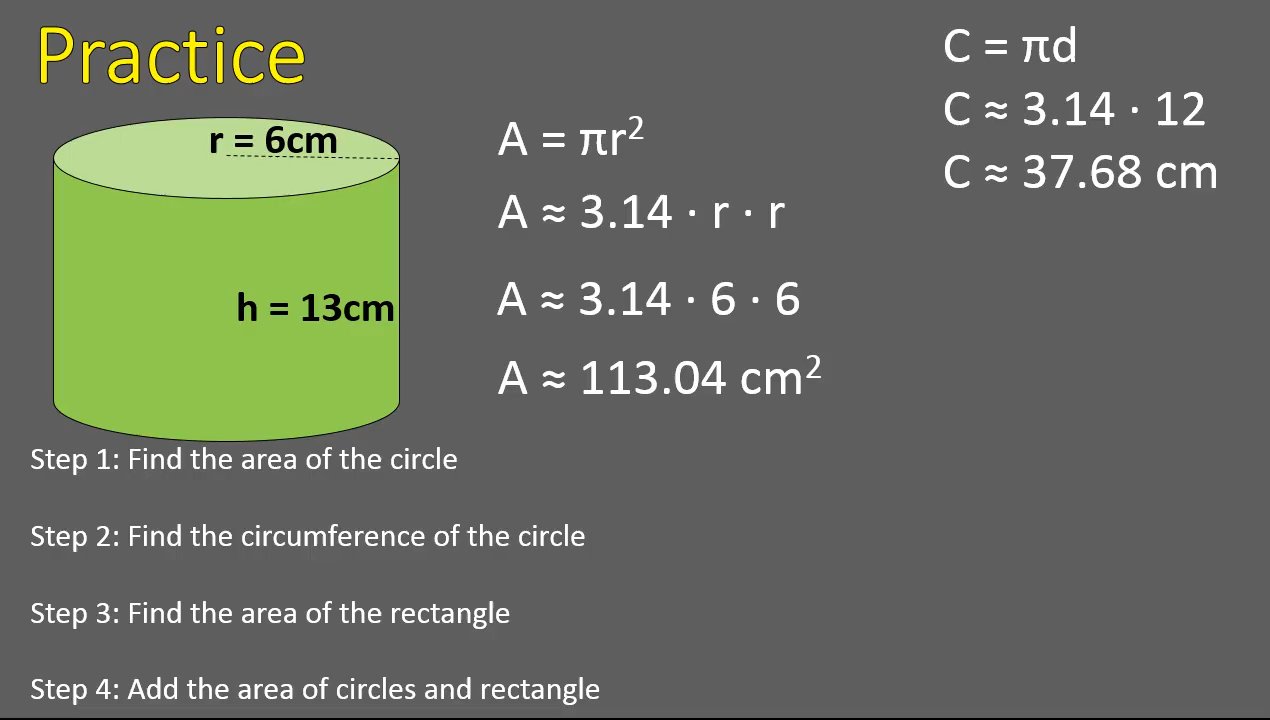 Practice
r = 6cm
h = 13cm
A = πr²
A ≈ 3.14 · r · r
A ≈ 3.14 · 6 · 6
A ≈ 113.04 cm²
C = πd
C ≈ 3.14 · 12
C ≈ 37.68 cm
Step 1: Find the area of the circle
Step 2: Find the circumference of the circle
Step 3: Find the area of the rectangle
Step 4: Add the area of circles and rectangle